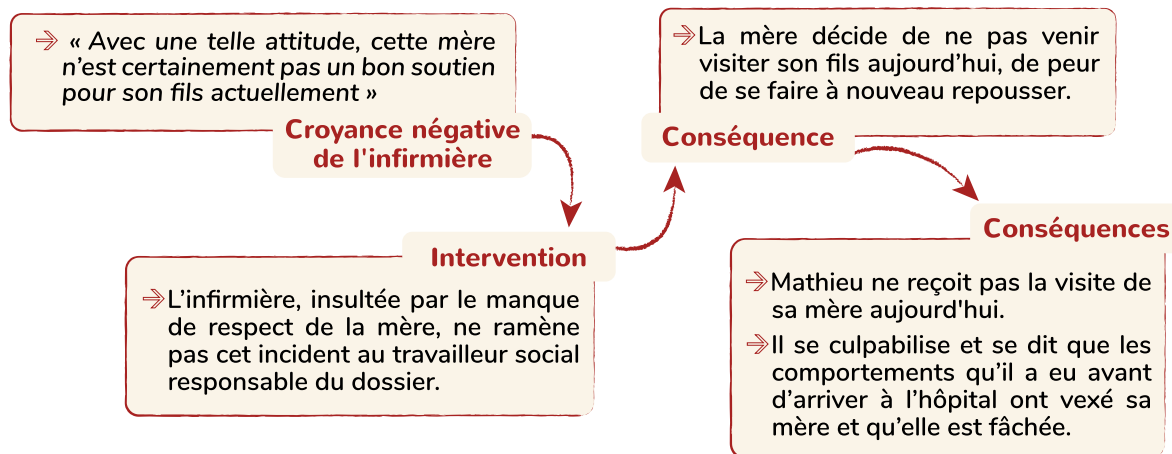 « Avec une telle attitude, cette mère
n'est certainement pas un bon soutien
pour son fils actuellement »
Croyance négative
de l'infirmière
Intervention
L'infirmière, insultée par le manque
de respect de la mère, ne ramène
pas cet incident au travailleur social
responsable du dossier.
La mère décide de ne pas venir
visiter son fils aujourd'hui, de peur
de se faire à nouveau repousser.
Conséquence
Conséquences
Mathieu ne reçoit pas la visite de
sa mère aujourd'hui.
Il se culpabilise et se dit que les
comportements qu'il a eu avant
d'arriver à l'hôpital ont vexé sa
mère et qu'elle est fâchée.